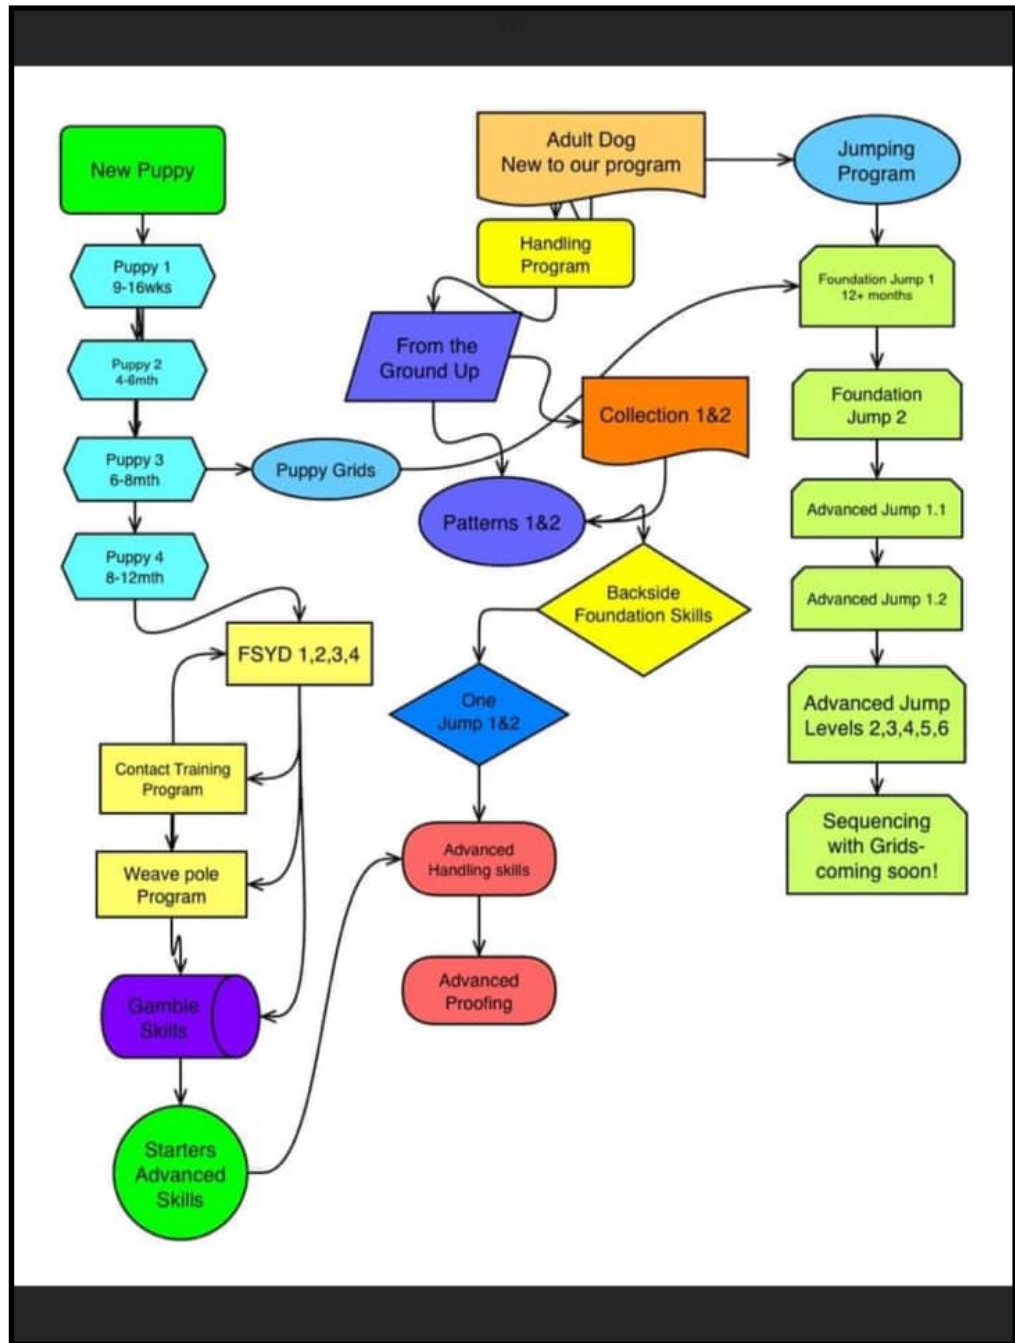 New Puppy
Puppy 1
9-16wks
Puppy 2
4-6mth
Puppy 3
6-8mth
Puppy Grids
Puppy 4
8-12mth
FSYD 1,2,3,4
Contact Training
Program
Weave pole
Program
Gamble
Skills
Starters
Advanced
Skills
Adult Dog
New to our program
Handling
Program
From the
Ground Up
Collection 1&2
Patterns 1&2
Backside
Foundation Skills
One
Jump 1&2
Advanced
Handling skills
Advanced
Proofing
Jumping
Program
Foundation Jump 1
12+ months
Foundation
Jump 2
Advanced Jump 1.1
Advanced Jump 1.2
Advanced Jump
Levels 2,3,4,5,6
Sequencing
with Grids-
coming soon!